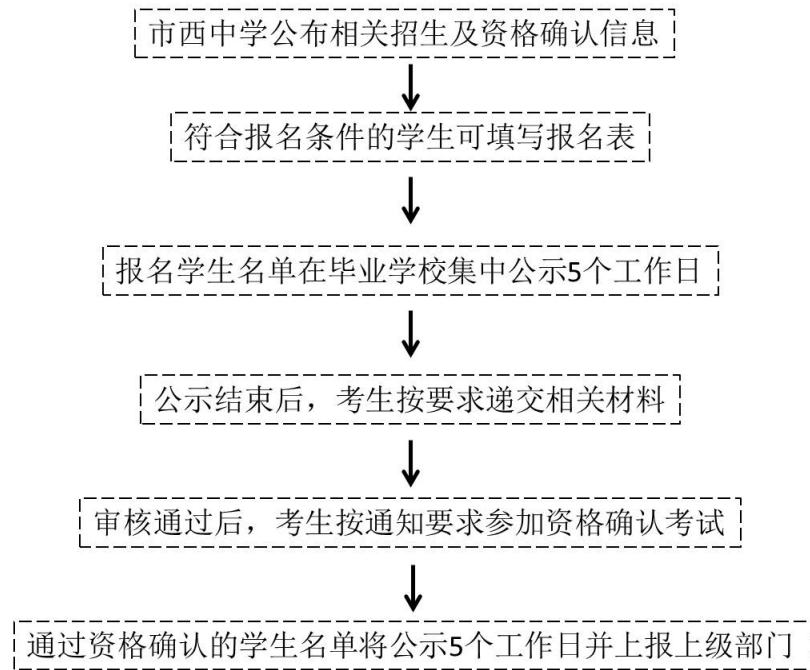 市西中学公布相关招生及资格确认信息
符合报名条件的学生可填写报名表
报名学生名单在毕业学校集中公示5个工作日
公示结束后，考生按要求递交相关材料
审核通过后，考生按通知要求参加资格确认考试
通过资格确认的学生名单将公示5个工作日并上报上级部门